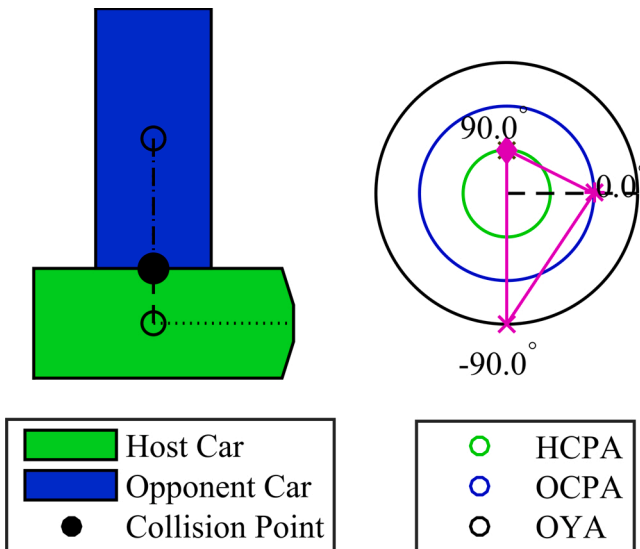 90.0°
0.0°
-90.0°
Host Car
Opponent Car
Collision Point
HCPA
OCPA
OYA